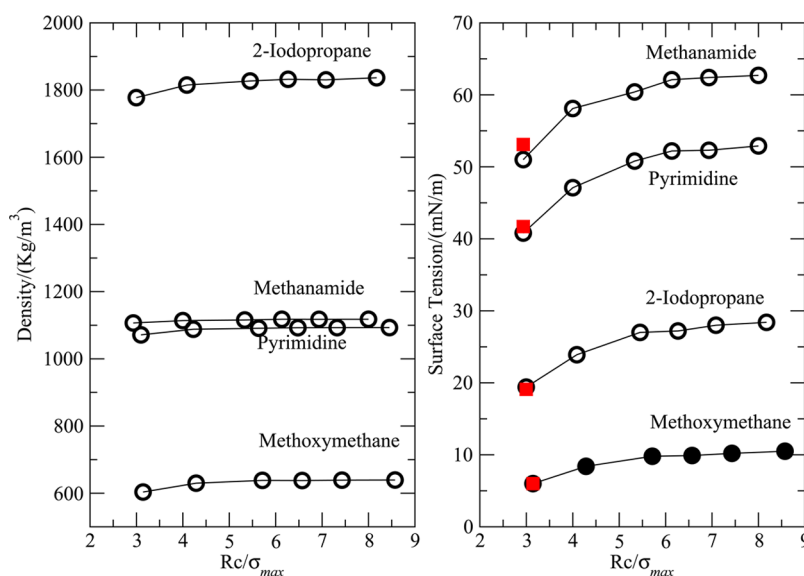 2000
1800
1600
1400
1200
1000
800
600
Density/(Kg/m³)
2-Iodopropane
Methanamide
Pyrimidine
Methoxymethane
2 3 4 5 6 7 8 9
Rc/σmax
70
60
50
40
30
20
10
0
Surface Tension/(mN/m)
Methanamide
Pyrimidine
2-Iodopropane
Methoxymethane
2 3 4 5 6 7 8 9
Rc/σmax